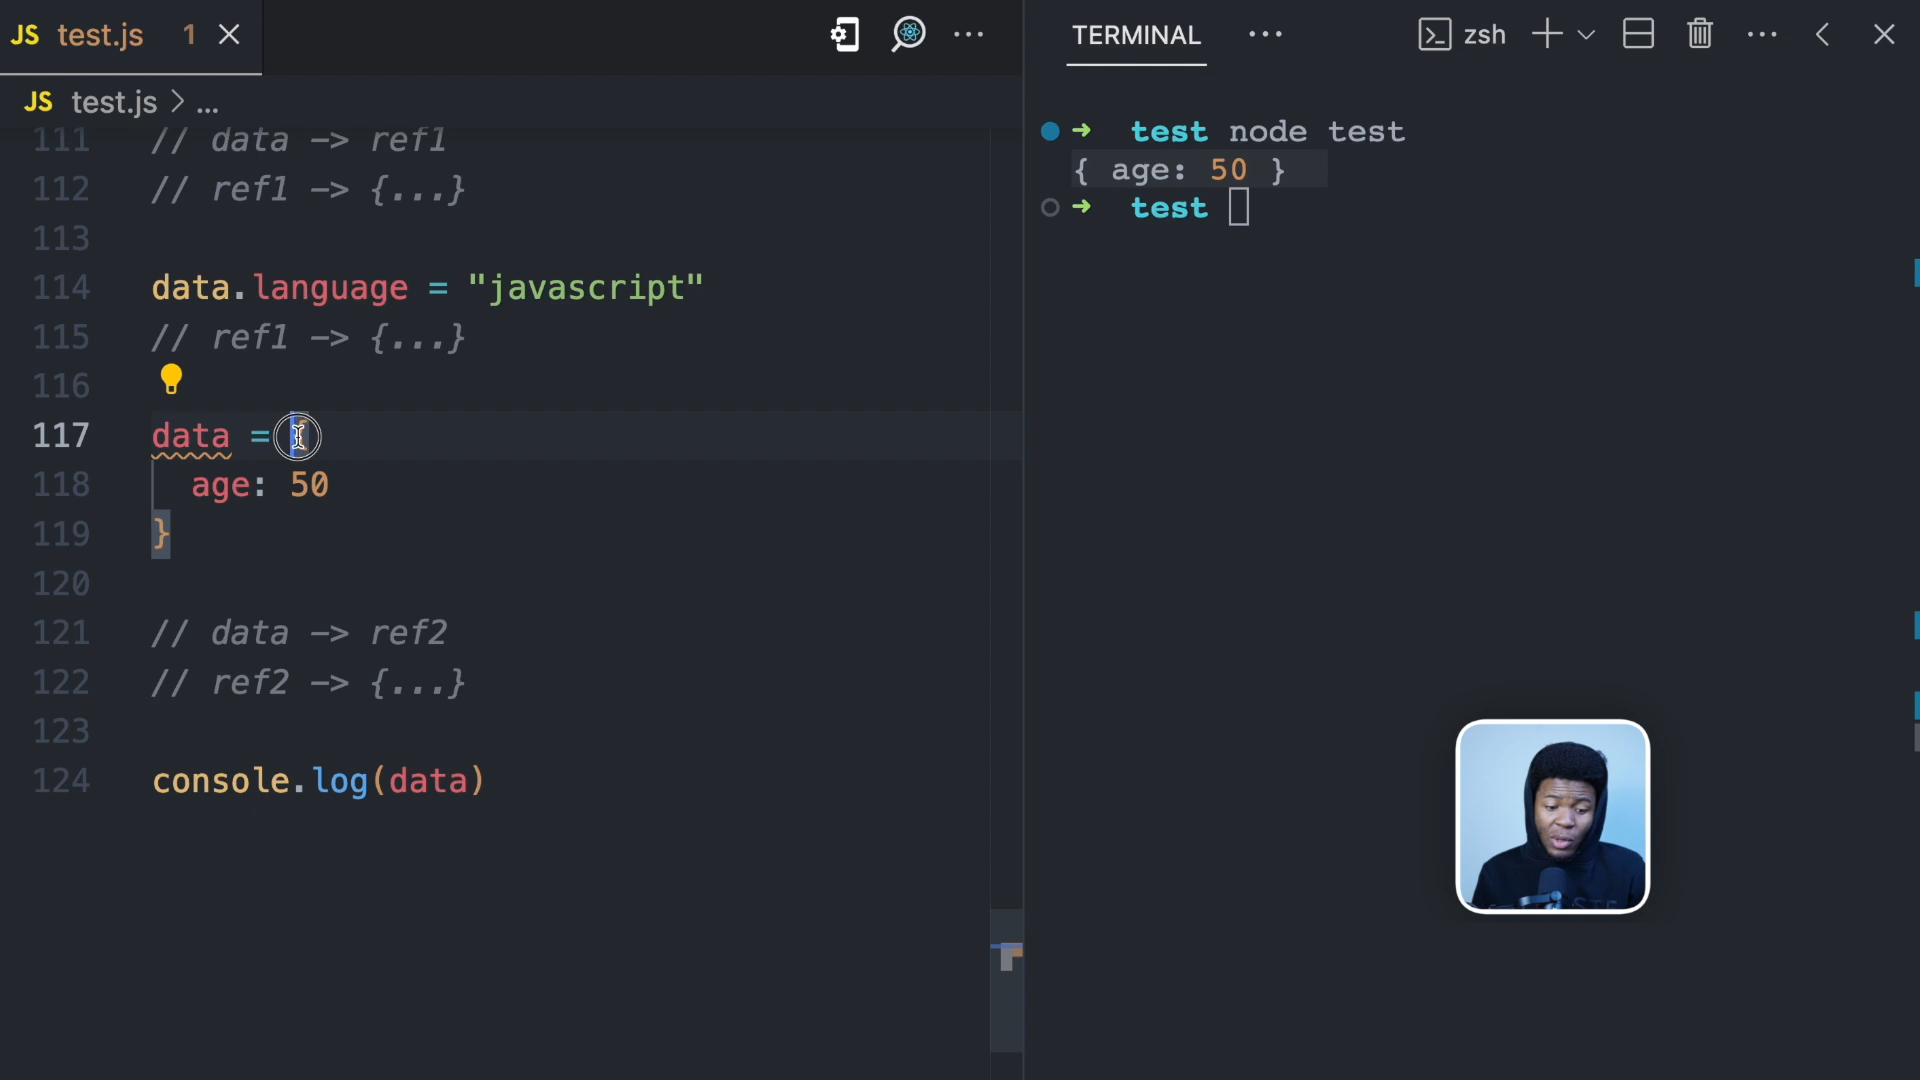 JS test.js 1
JS test.js > ...
111 // data -> ref1
112 // ref1 -> {...}
113
114 data.language = "javascript"
115 // ref1 -> {...}
116
117 data = {
118 age: 50
119 }
120
121 // data -> ref2
122 // ref2 -> {...}
123
124 console.log(data)
TERMINAL
zsh
➜ test node test
{ age: 50 }
➜ test